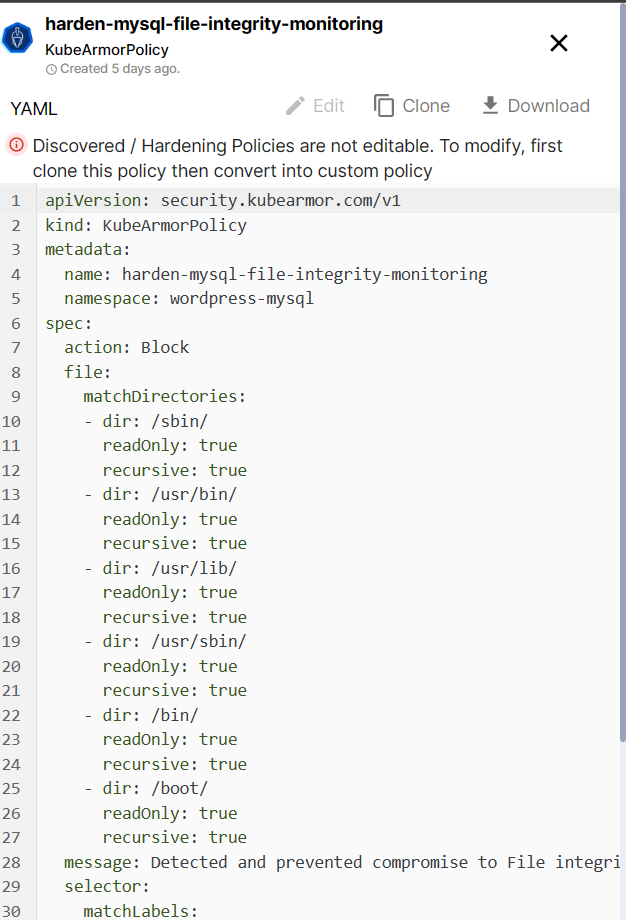 harden-mysql-file-integrity-monitoring
KubeArmorPolicy
Created 5 days ago.
YAML
Edit
Clone
Download
Discovered / Hardening Policies are not editable. To modify, first
clone this policy then convert into custom policy
1 apiVersion: security.kubearmor.com/v1
2 kind: KubeArmorPolicy
3 metadata:
4   name: harden-mysql-file-integrity-monitoring
5   namespace: wordpress-mysql
6 spec:
7   action: Block
8   file:
9     matchDirectories:
10     - dir: /sbin/
11       readOnly: true
12       recursive: true
13     - dir: /usr/bin/
14       readOnly: true
15       recursive: true
16     - dir: /usr/lib/
17       readOnly: true
18       recursive: true
19     - dir: /usr/sbin/
20       readOnly: true
21       recursive: true
22     - dir: /bin/
23       readOnly: true
24       recursive: true
25     - dir: /boot/
26       readOnly: true
27       recursive: true
28   message: Detected and prevented compromise to File integri
29   selector:
30     matchLabels: